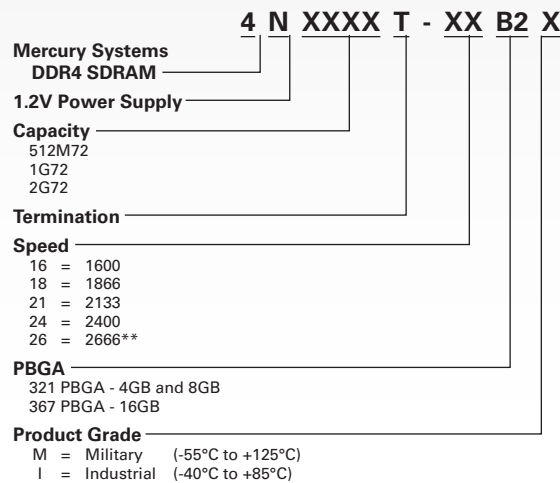 4 N XXXX T - XX B2 X
Mercury Systems
DDR4 SDRAM
1.2V Power Supply
Capacity
512M72
1G72
2G72
Termination
Speed
16 = 1600
18 = 1866
21 = 2133
24 = 2400
26 = 2666**
PBGA
321 PBGA - 4GB and 8GB
367 PBGA - 16GB
Product Grade
M = Military (-55°C to +125°C)
I = Industrial (-40°C to +85°C)